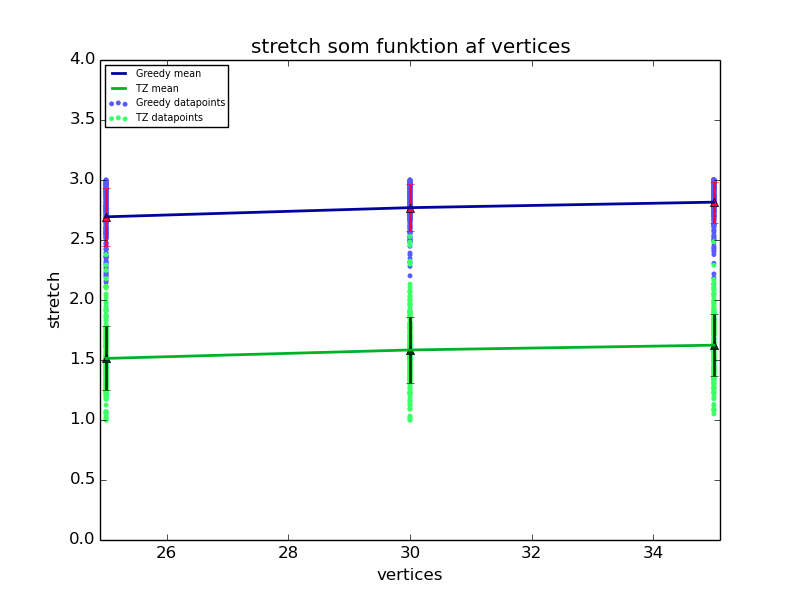 stretch som funktion af vertices
4.0
3.5
3.0
2.5
2.0
1.5
1.0
0.5
0.0
stretch
Greedy mean
TZ mean
Greedy datapoints
TZ datapoints
26 28 30 32 34
vertices